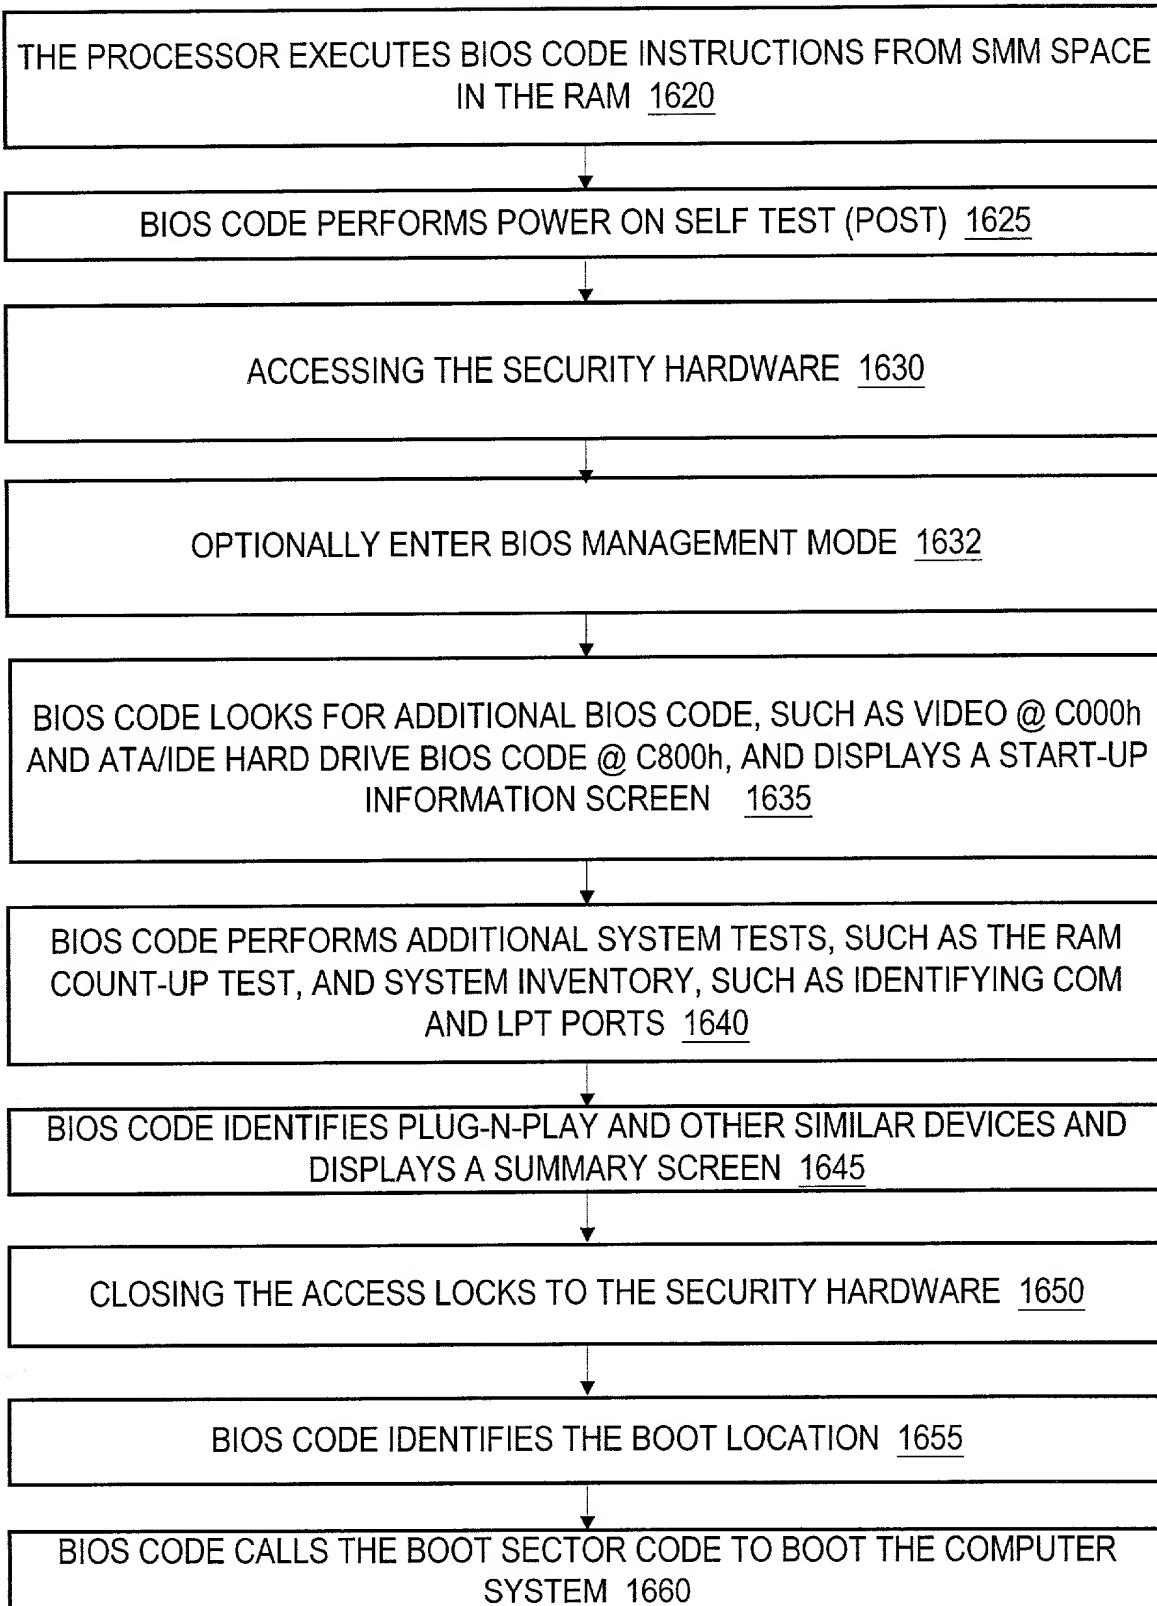 THE PROCESSOR EXECUTES BIOS CODE INSTRUCTIONS FROM SMM SPACE
IN THE RAM 1620
BIOS CODE PERFORMS POWER ON SELF TEST (POST) 1625
ACCESSING THE SECURITY HARDWARE 1630
OPTIONALLY ENTER BIOS MANAGEMENT MODE 1632
BIOS CODE LOOKS FOR ADDITIONAL BIOS CODE, SUCH AS VIDEO @ C000h
AND ATA/IDE HARD DRIVE BIOS CODE @ C800h, AND DISPLAYS A START-UP
INFORMATION SCREEN 1635
BIOS CODE PERFORMS ADDITIONAL SYSTEM TESTS, SUCH AS THE RAM
COUNT-UP TEST, AND SYSTEM INVENTORY, SUCH AS IDENTIFYING COM
AND LPT PORTS 1640
BIOS CODE IDENTIFIES PLUG-N-PLAY AND OTHER SIMILAR DEVICES AND
DISPLAYS A SUMMARY SCREEN 1645
CLOSING THE ACCESS LOCKS TO THE SECURITY HARDWARE 1650
BIOS CODE IDENTIFIES THE BOOT LOCATION 1655
BIOS CODE CALLS THE BOOT SECTOR CODE TO BOOT THE COMPUTER
SYSTEM 1660